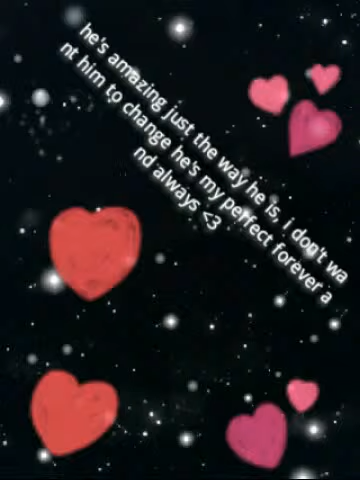 he's amazing just the way he is, i don't wa
nt him to change he's my perfect forever a
nd always <3